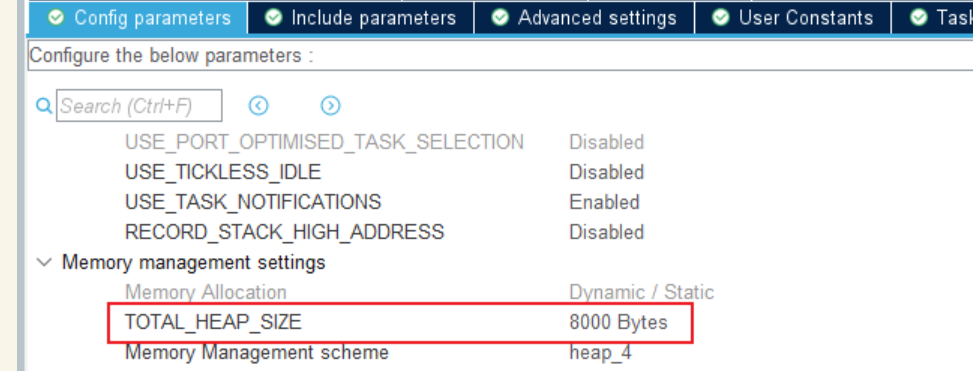 Config parameters Include parameters Advanced settings User Constants Task
Configure the below parameters :
Search (Ctrl+F)
USE_PORT_OPTIMISED_TASK_SELECTION Disabled
USE_TICKLESS_IDLE Disabled
USE_TASK_NOTIFICATIONS Enabled
RECORD_STACK_HIGH_ADDRESS Disabled
Memory management settings
Memory Allocation Dynamic / Static
TOTAL_HEAP_SIZE 8000 Bytes
Memory Management scheme heap_4